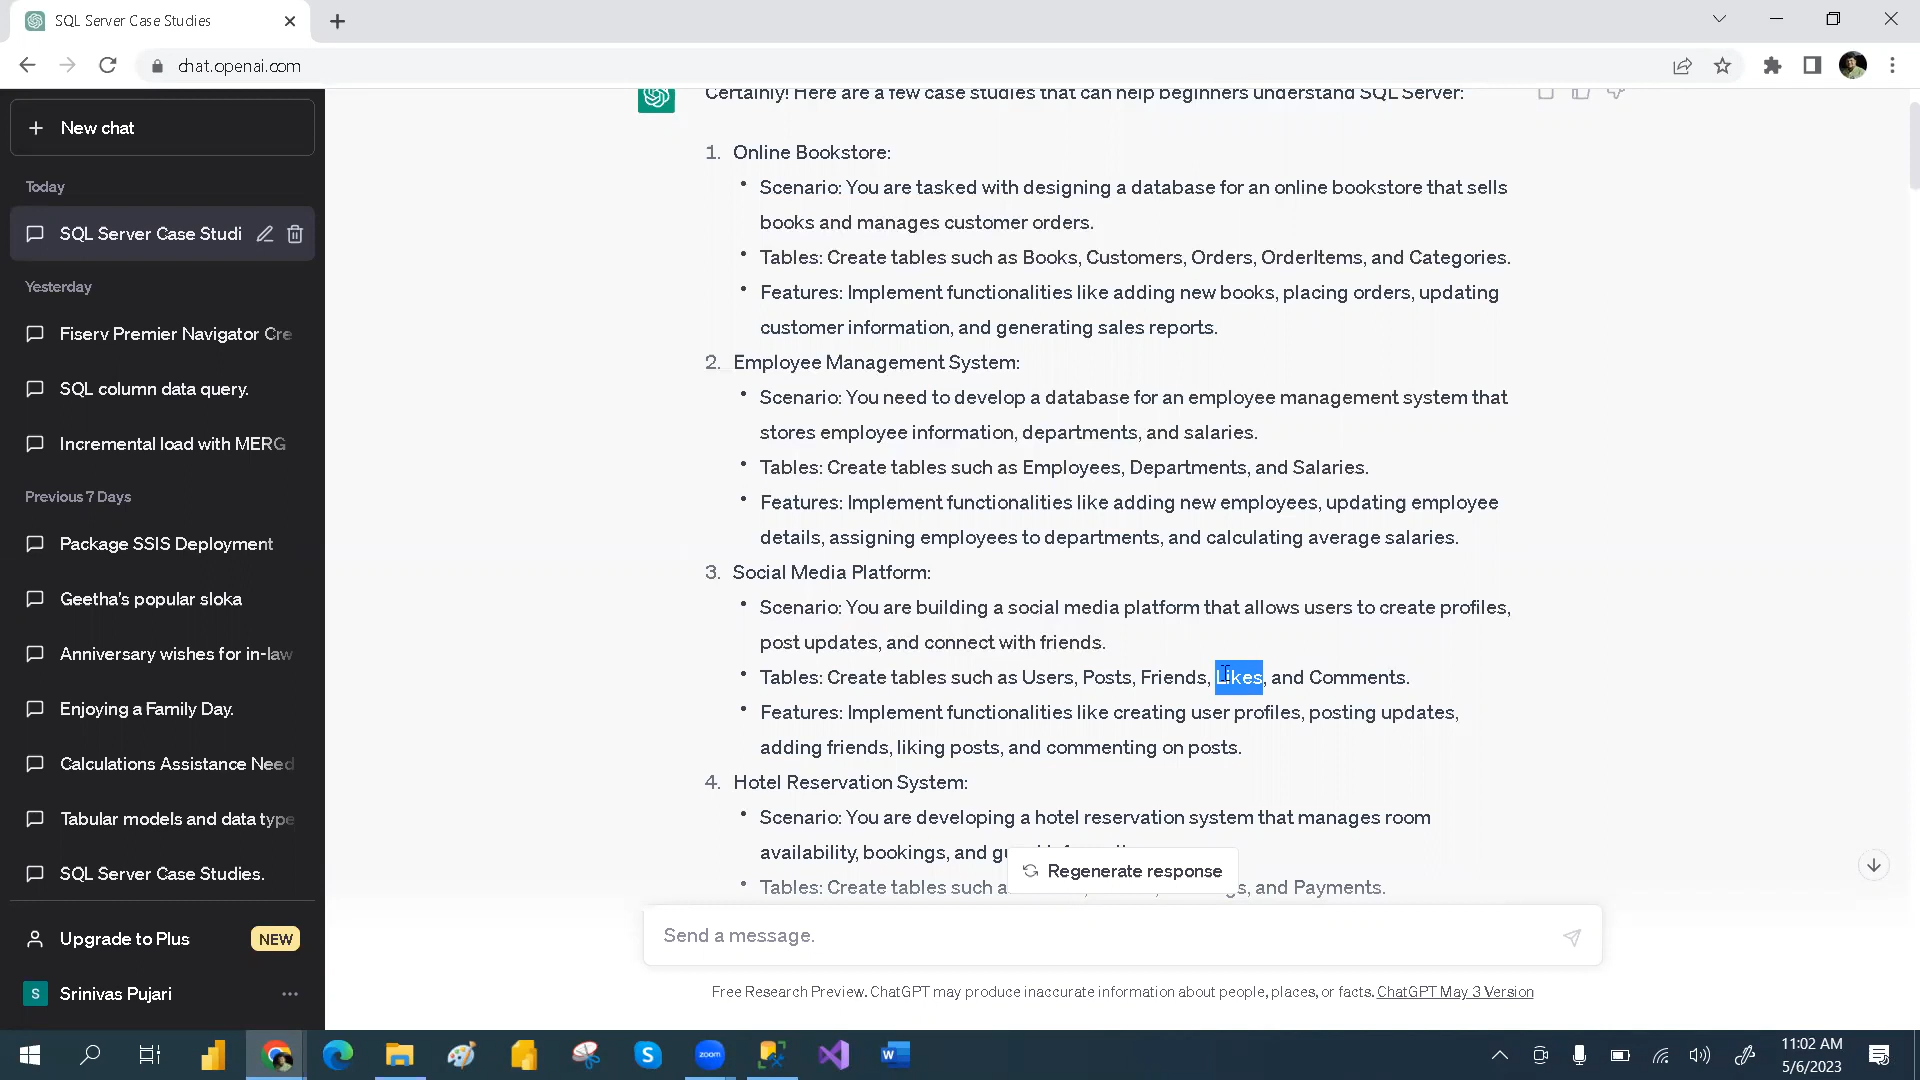 SQL Server Case Studies
chat.openai.com
New chat
Today
SQL Server Case Studi
Yesterday
Fiserv Premier Navigator Cre
SQL column data query.
Incremental load with MERG
Previous 7 Days
Package SSIS Deployment
Geetha's popular sloka
Anniversary wishes for in-law
Enjoying a Family Day.
Calculations Assistance Need
Tabular models and data type
SQL Server Case Studies.
Upgrade to Plus NEW
S Srinivas Pujari
Certainly! Here are a few case studies that can help beginners understand SQL Server:
1. Online Bookstore:
• Scenario: You are tasked with designing a database for an online bookstore that sells
books and manages customer orders.
• Tables: Create tables such as Books, Customers, Orders, OrderItems, and Categories.
• Features: Implement functionalities like adding new books, placing orders, updating
customer information, and generating sales reports.
2. Employee Management System:
• Scenario: You need to develop a database for an employee management system that
stores employee information, departments, and salaries.
• Tables: Create tables such as Employees, Departments, and Salaries.
• Features: Implement functionalities like adding new employees, updating employee
details, assigning employees to departments, and calculating average salaries.
3. Social Media Platform:
• Scenario: You are building a social media platform that allows users to create profiles,
post updates, and connect with friends.
• Tables: Create tables such as Users, Posts, Friends, Likes, and Comments.
• Features: Implement functionalities like creating user profiles, posting updates,
adding friends, liking posts, and commenting on posts.
4. Hotel Reservation System:
• Scenario: You are developing a hotel reservation system that manages room
availability, bookings, and
• Tables: Create tables such and Payments.
Regenerate response
Send a message.
Free Research Preview. ChatGPT may produce inaccurate information about people, places, or facts. ChatGPT May 3 Version
zoom
11:02 AM
5/6/2023